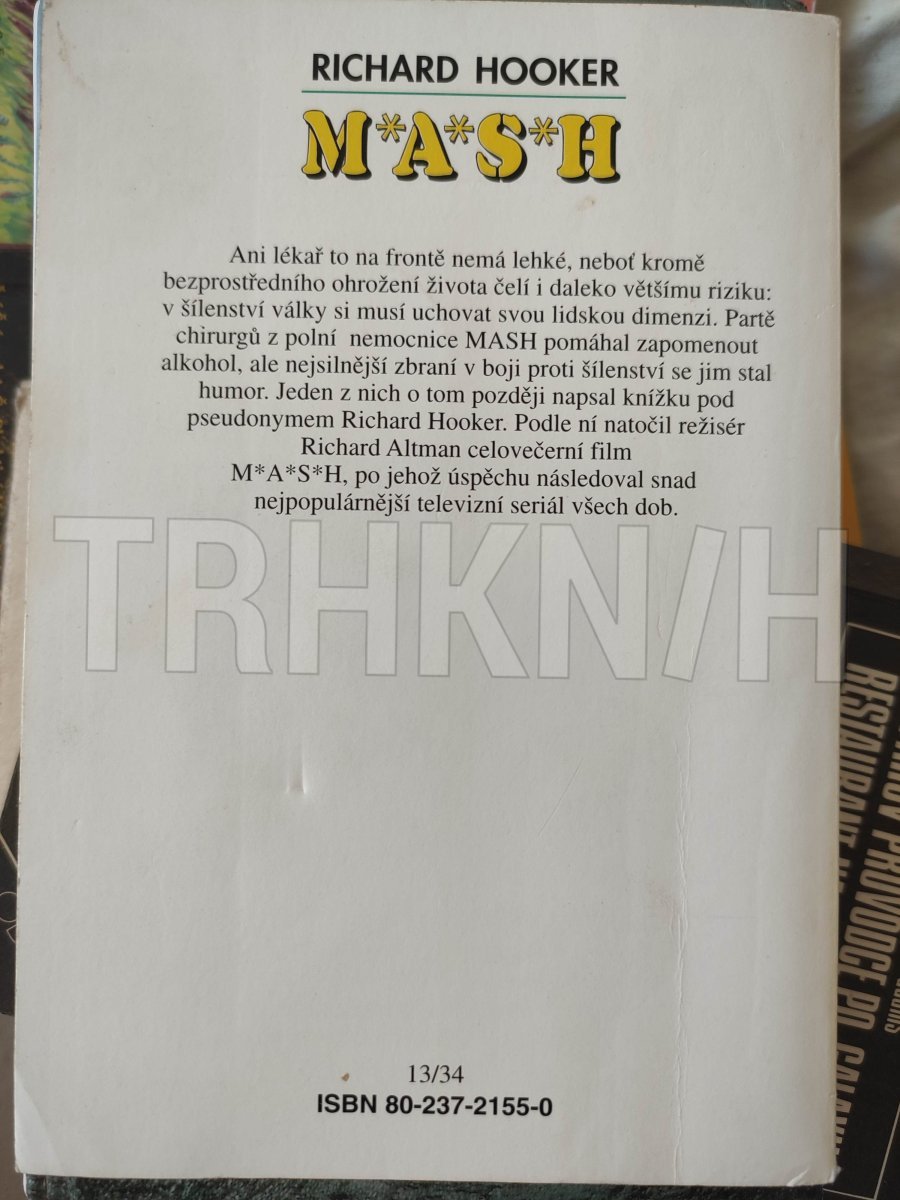 RICHARD HOOKER
M*A*S*H
Ani lékař to na frontě nemá lehké, neboť kromě
bezprostředního ohrožení života čelí i daleko většímu riziku:
v šílenství války si musí uchovat svou lidskou dimenzi. Partě
chirurgů z polní nemocnice MASH pomáhal zapomenout
alkohol, ale nejsilnější zbraní v boji proti šílenství se jim stal
humor. Jeden z nich o tom později napsal knížku pod
pseudonymem Richard Hooker. Podle ní natočil režisér
Richard Altman celovečerní film
M*A*S*H, po jehož úspěchu následoval snad
nejpopulárnější televizní seriál všech dob.
TRHKNIH
13/34
ISBN 80-237-2155-0
RESTAURANT
PRŮVODCE PO